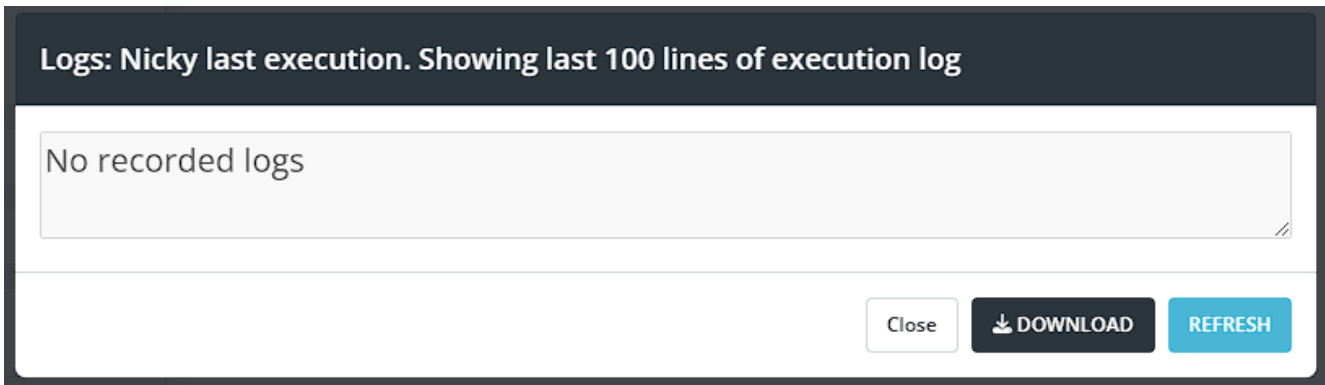 Logs: Nicky last execution. Showing last 100 lines of execution log
No recorded logs
Close
DOWNLOAD
REFRESH